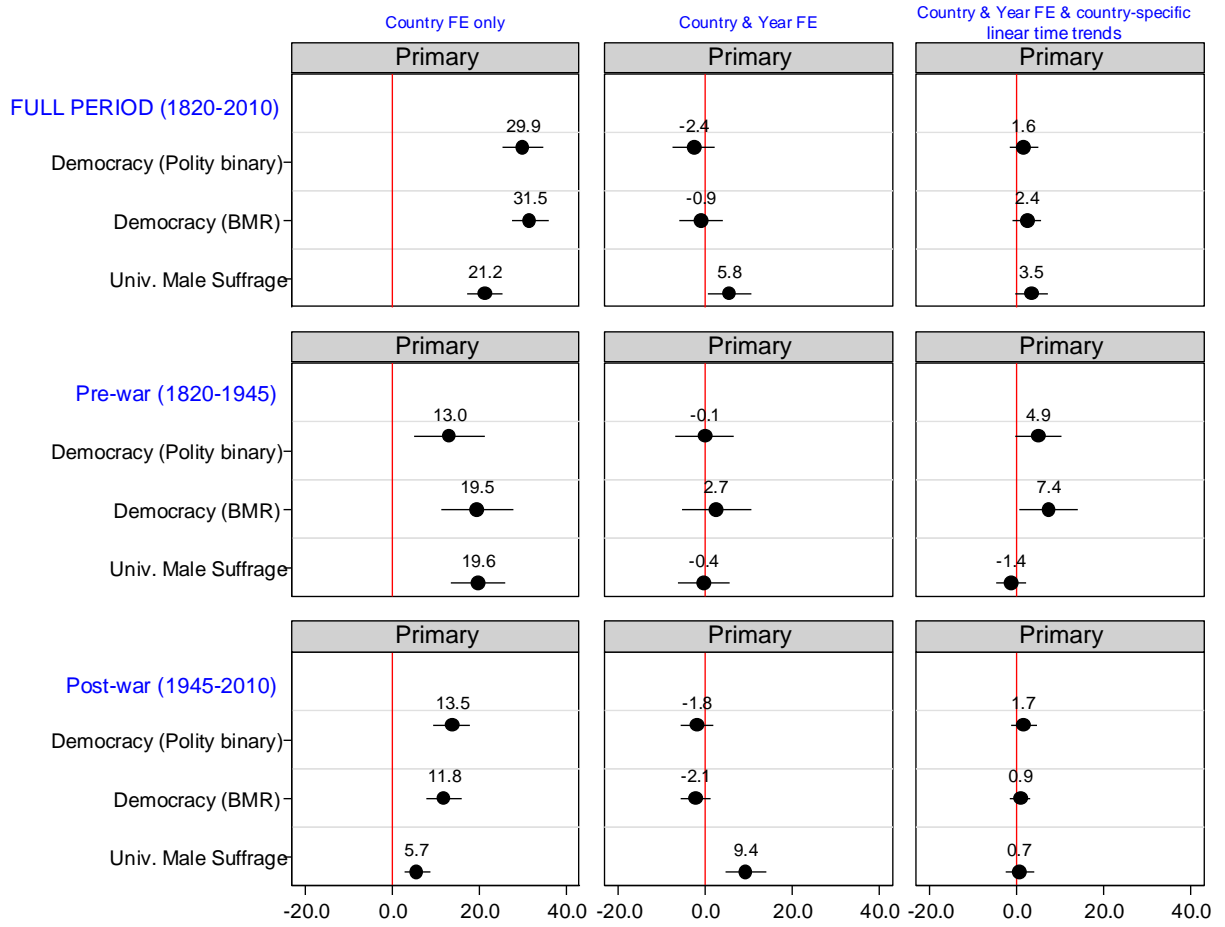 Country FE only
Country & Year FE
Country & Year FE & country-specific
linear time trends
Primary
Primary
Primary
FULL PERIOD (1820-2010)
29.9
-2.4
1.6
Democracy (Polity binary)
31.5
-0.9
2.4
Democracy (BMR)
21.2
5.8
3.5
Univ. Male Suffrage
Primary
Primary
Primary
Pre-war (1820-1945)
13.0
-0.1
4.9
Democracy (Polity binary)
19.5
2.7
7.4
Democracy (BMR)
19.6
-0.4
-1.4
Univ. Male Suffrage
Primary
Primary
Primary
Post-war (1945-2010)
13.5
-1.8
1.7
Democracy (Polity binary)
11.8
-2.1
0.9
Democracy (BMR)
5.7
9.4
0.7
Univ. Male Suffrage
-20.0 0.0 20.0 40.0
-20.0 0.0 20.0 40.0
-20.0 0.0 20.0 40.0